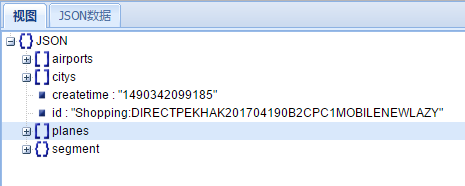 视图 JSON数据
JSON
airports
citys
createtime : "1490342099185"
id : "Shopping:DIRECTPEKHAK201704190B2CPC1MOBILENEWLAZY"
planes
segment